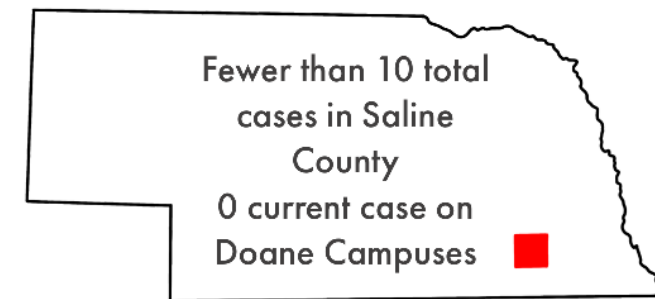 Fewer than 10 total
cases in Saline
County
0 current case on
Doane Campuses